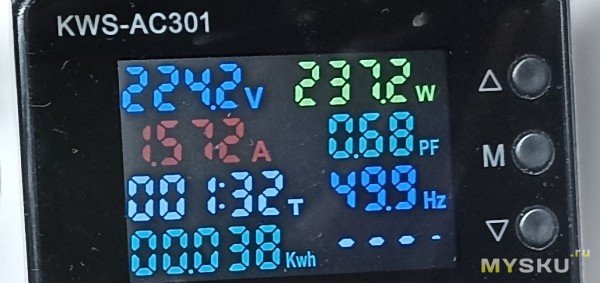 KWS-AC301
224.2 V 237.2 W
1.572 A 0.68 PF
M
001:32 T 49.9 Hz
00.038 Kwh - - - -
MYSKU.ru